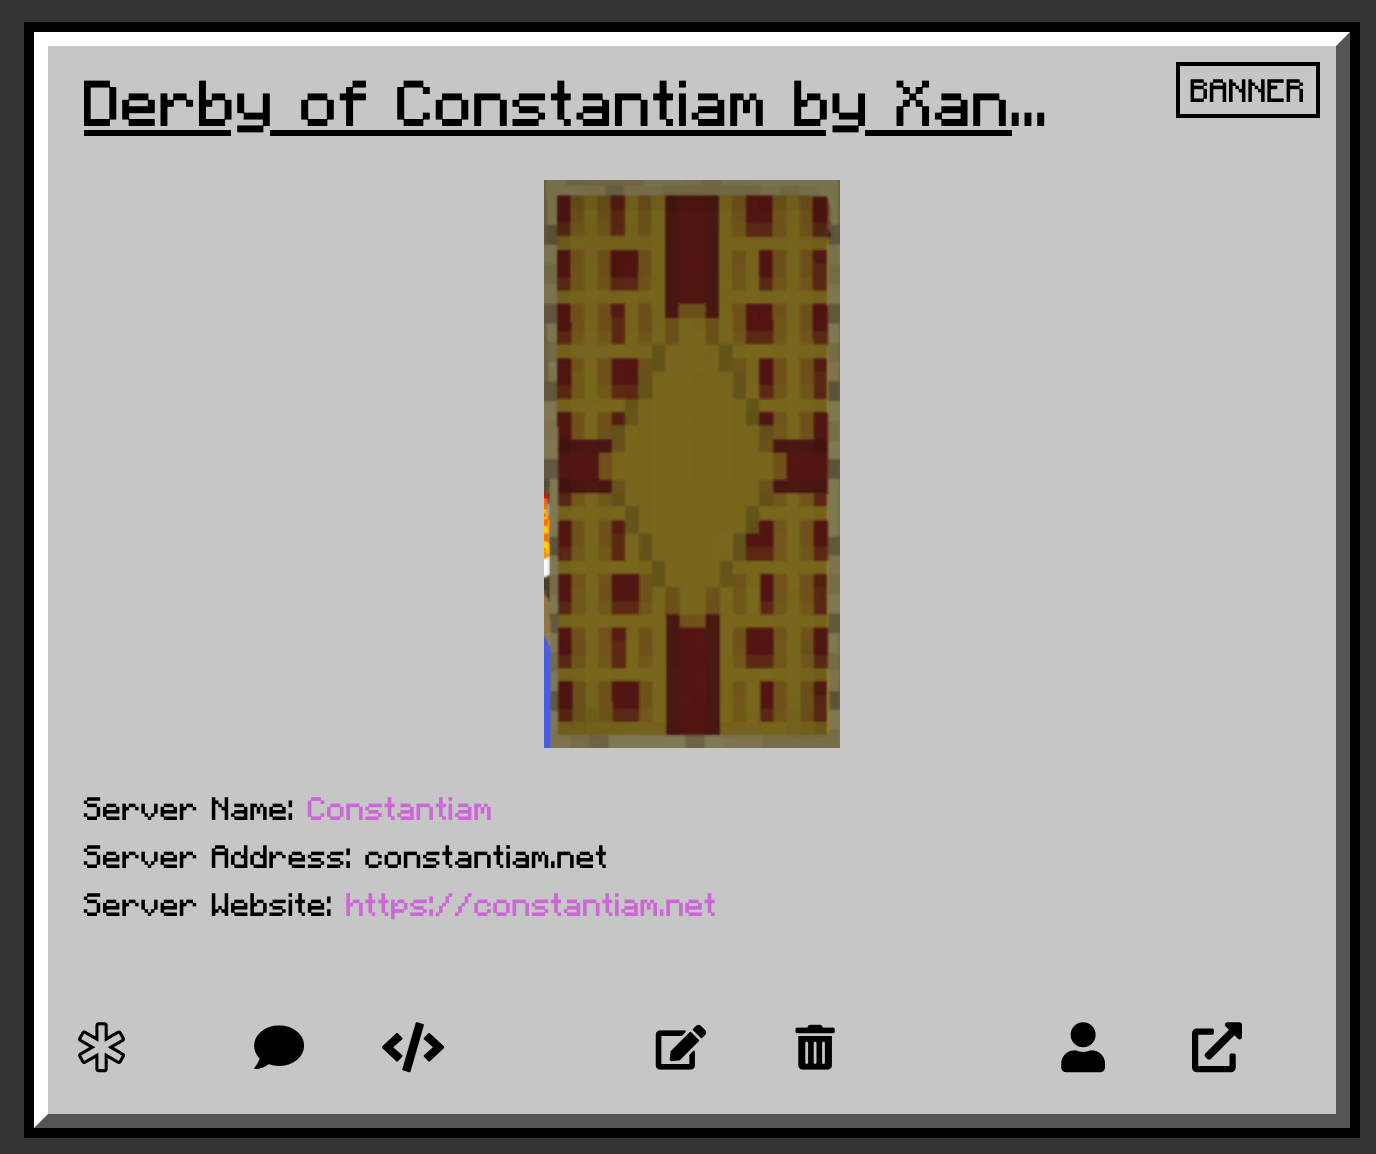 Derby of Constantiam by Xan...
BANNER
Server Name: Constantiam
Server Address: constantiam.net
Server Website: https://constantiam.net